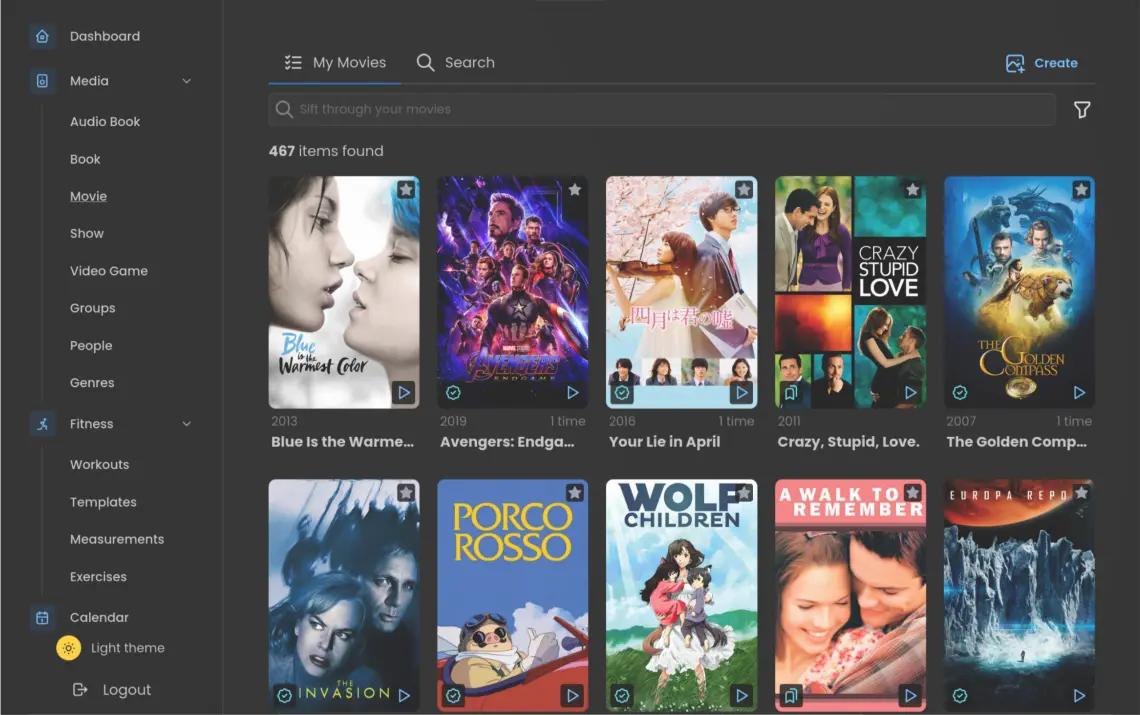 Dashboard
Media
Audio Book
Book
Movie
Show
Video Game
Groups
People
Genres
Fitness
Workouts
Templates
Measurements
Exercises
Calendar
Light theme
Logout
My Movies
Search
Create
Sift through your movies
467 items found
Blue
is the
Warmest Color
2013
Blue Is the Warme...
MARVEL STUDIOS
AVENGERS
ENDGAME
2019 1 time
Avengers: Endga...
四月は君の嘘
2016 1 time
Your Lie in April
CRAZY
STUPID
LOVE
2011
Crazy, Stupid, Love.
THE GOLDEN
COMPASS
2007 1 time
The Golden Comp...
THE
INVASION
PORCO
ROSSO
WOLF
CHILDREN
A WALK TO
REMEMBER
EUROPA REPO